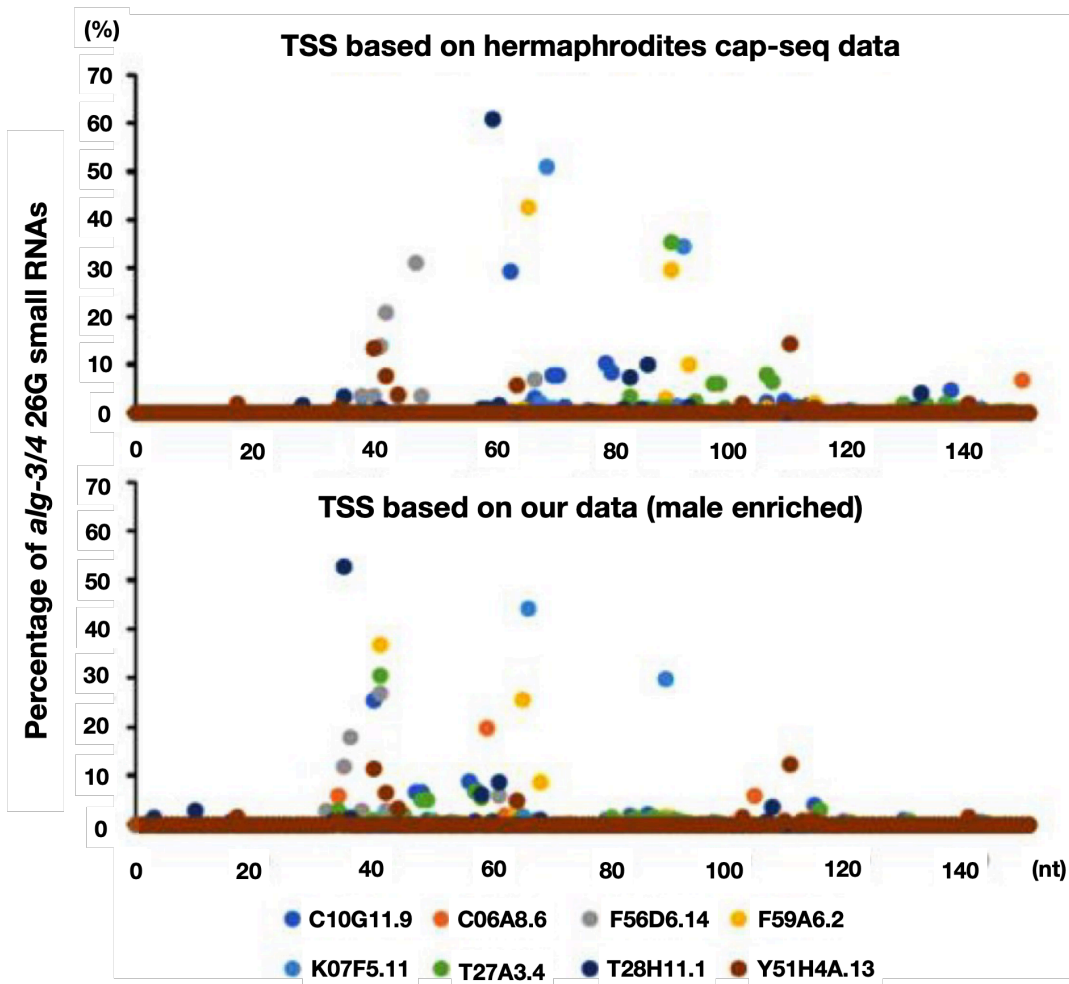 (%)
TSS based on hermaphrodites cap-seq data
70
60
50
40
30
20
10
0
0 20 40 60 80 100 120 140
Percentage of alg-3/4 26G small RNAs
TSS based on our data (male enriched)
70
60
50
40
30
20
10
0
0 20 40 60 80 100 120 140 (nt)
C10G11.9 C06A8.6 F56D6.14 F59A6.2
K07F5.11 T27A3.4 T28H11.1 Y51H4A.13